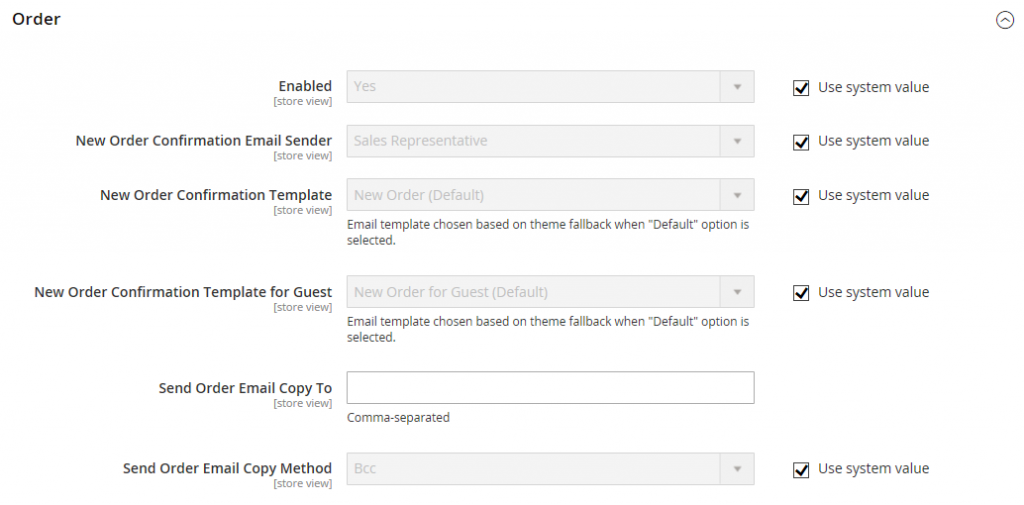 Order
Enabled Yes Use system value
[store view]
New Order Confirmation Email Sender Sales Representative Use system value
[store view]
New Order Confirmation Template New Order (Default) Use system value
[store view]
Email template chosen based on theme fallback when "Default" option is
selected.
New Order Confirmation Template for Guest New Order for Guest (Default) Use system value
[store view]
Email template chosen based on theme fallback when "Default" option is
selected.
Send Order Email Copy To
[store view]
Comma-separated
Send Order Email Copy Method Bcc Use system value
[store view]